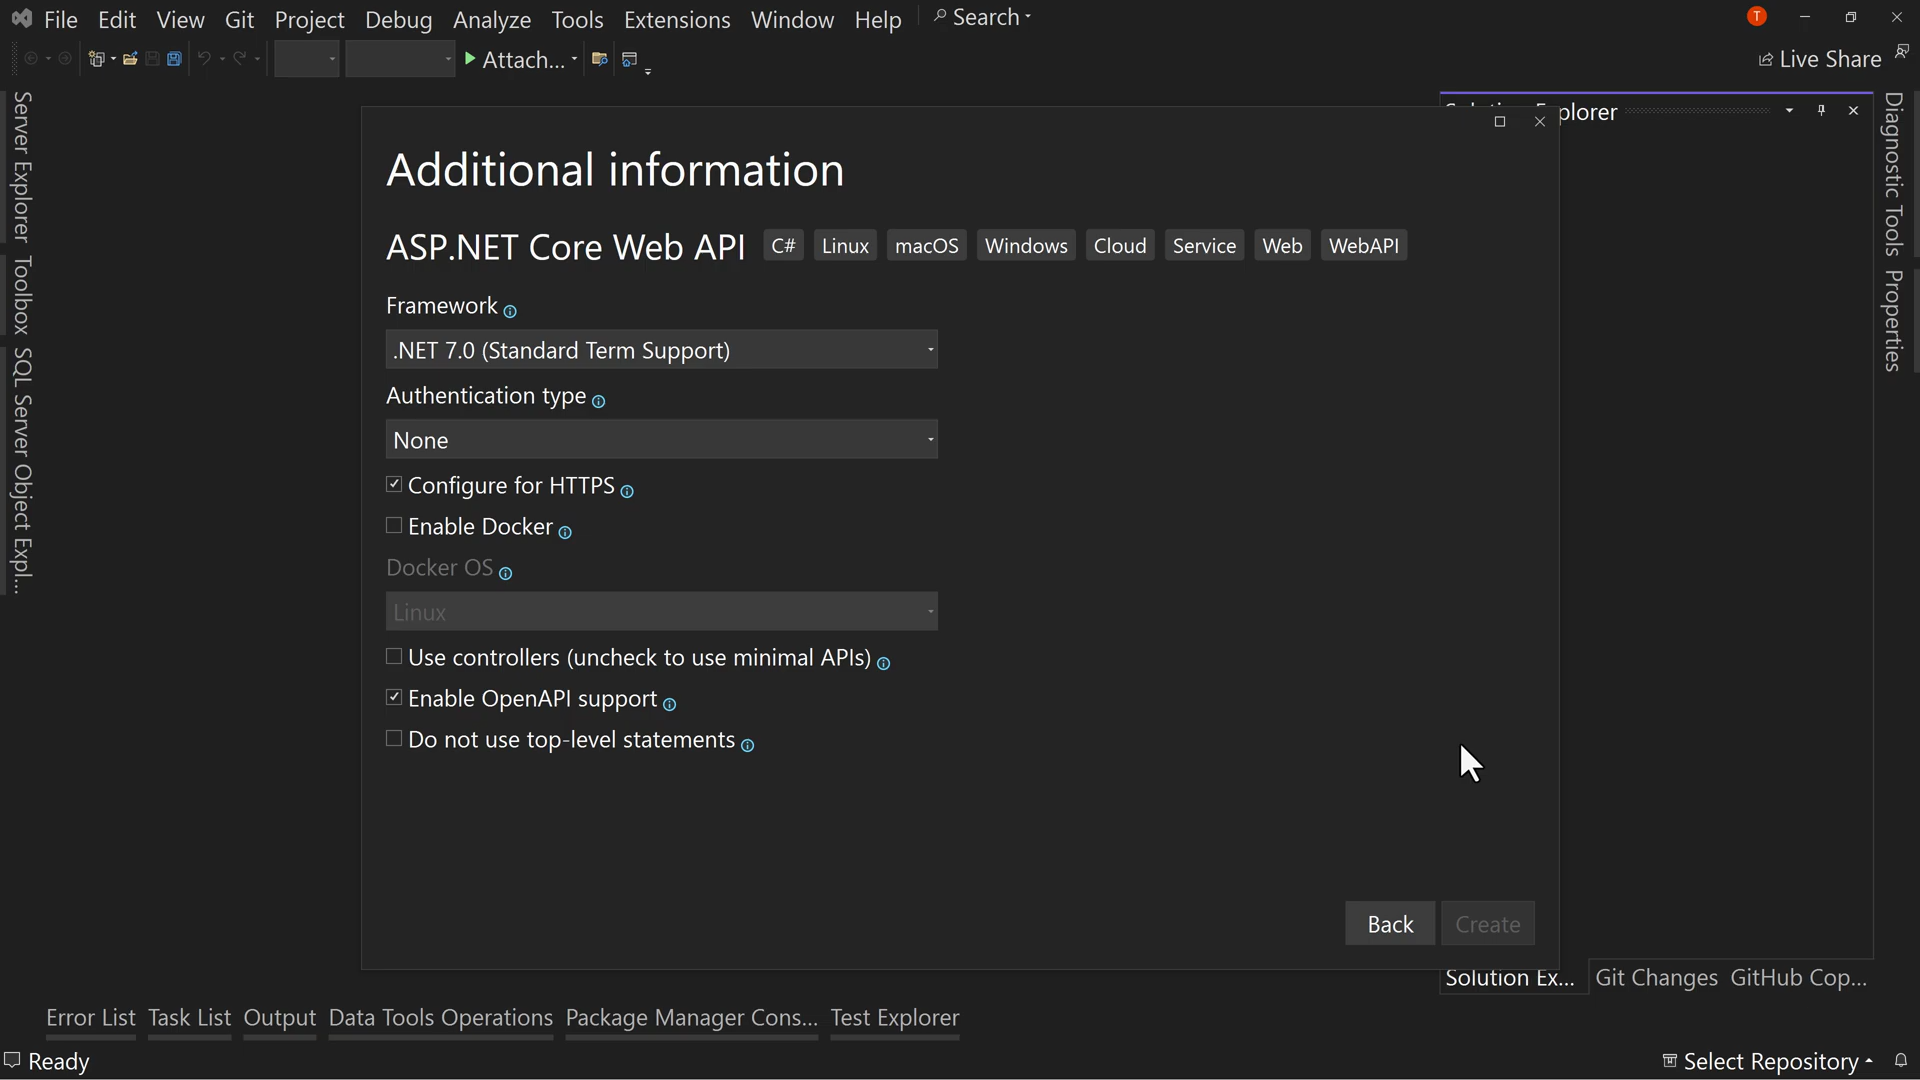 File Edit View Git Project Debug Analyze Tools Extensions Window Help Search
T
Attach...
Live Share
Server Explorer
Toolbox
SQL Server Object Expl...
Solution Explorer
Diagnostic Tools
Properties
Additional information
ASP.NET Core Web API C# Linux macOS Windows Cloud Service Web WebAPI
Framework
.NET 7.0 (Standard Term Support)
Authentication type
None
Configure for HTTPS
Enable Docker
Docker OS
Linux
Use controllers (uncheck to use minimal APIs)
Enable OpenAPI support
Do not use top-level statements
Back Create
Solution Ex... Git Changes GitHub Cop...
Error List Task List Output Data Tools Operations Package Manager Cons... Test Explorer
Ready
Select Repository